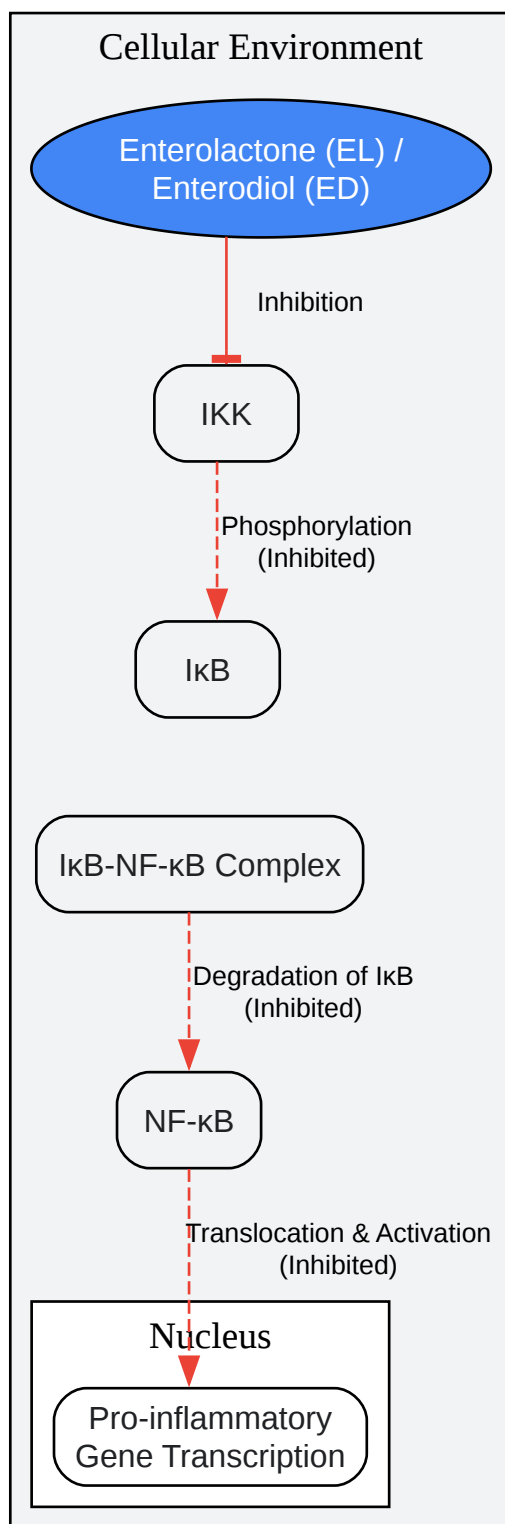 Cellular Environment
Enterolactone (EL) /
Enterodiol (ED)
Inhibition
IKK
Phosphorylation
(Inhibited)
IκB
IκB-NF-κB Complex
Degradation of IκB
(Inhibited)
NF-κB
Translocation & Activation
(Inhibited)
Nucleus
Pro-inflammatory
Gene Transcription